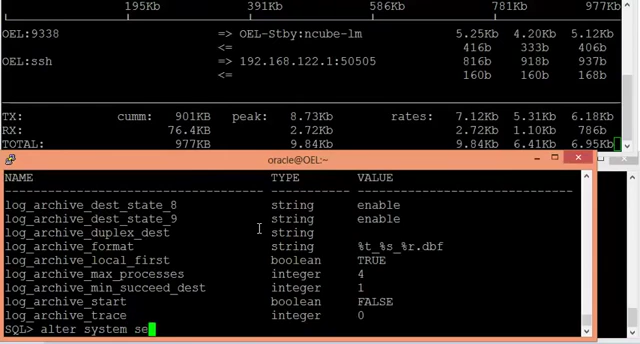 195Kb 391Kb 586Kb 781Kb 977Kb
OEL:9338 => OEL-Stby:ncube-lm 5.25Kb 4.20Kb 5.12Kb
<= 416b 333b 406b
OEL:ssh => 192.168.122.1:50505 816b 918b 937b
<= 160b 160b 168b
TX: cumm: 901KB peak: 8.73Kb rates: 7.12Kb 5.31Kb 6.18Kb
RX: 76.4KB 2.72Kb 2.72Kb 1.10Kb 786b
TOTAL: 977KB 9.84Kb 9.84Kb 6.41Kb 6.95Kb
oracle@OEL:~
NAME TYPE VALUE
log_archive_dest_state_8 string enable
log_archive_dest_state_9 string enable
log_archive_duplex_dest string
log_archive_format string %t_%s_%r.dbf
log_archive_local_first boolean TRUE
log_archive_max_processes integer 4
log_archive_min_succeed_dest integer 1
log_archive_start boolean FALSE
log_archive_trace integer 0
SQL> alter system se